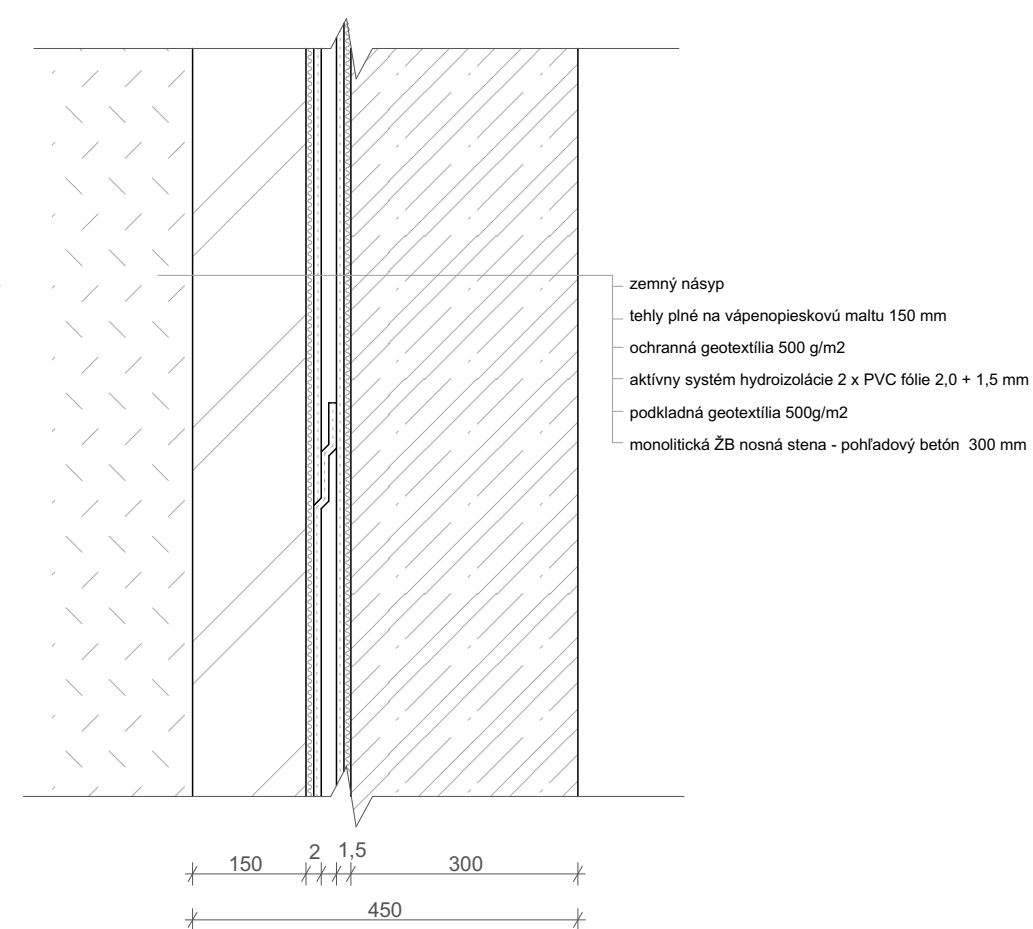 zemný násyp
tehly plné na vápenopieskovú maltu 150 mm
ochranná geotextília 500 g/m2
aktívny systém hydroizolácie 2 x PVC fólie 2,0 + 1,5 mm
podkladná geotextília 500g/m2
monolitická ŽB nosná stena - pohľadový betón 300 mm
150 2 1,5 300
450